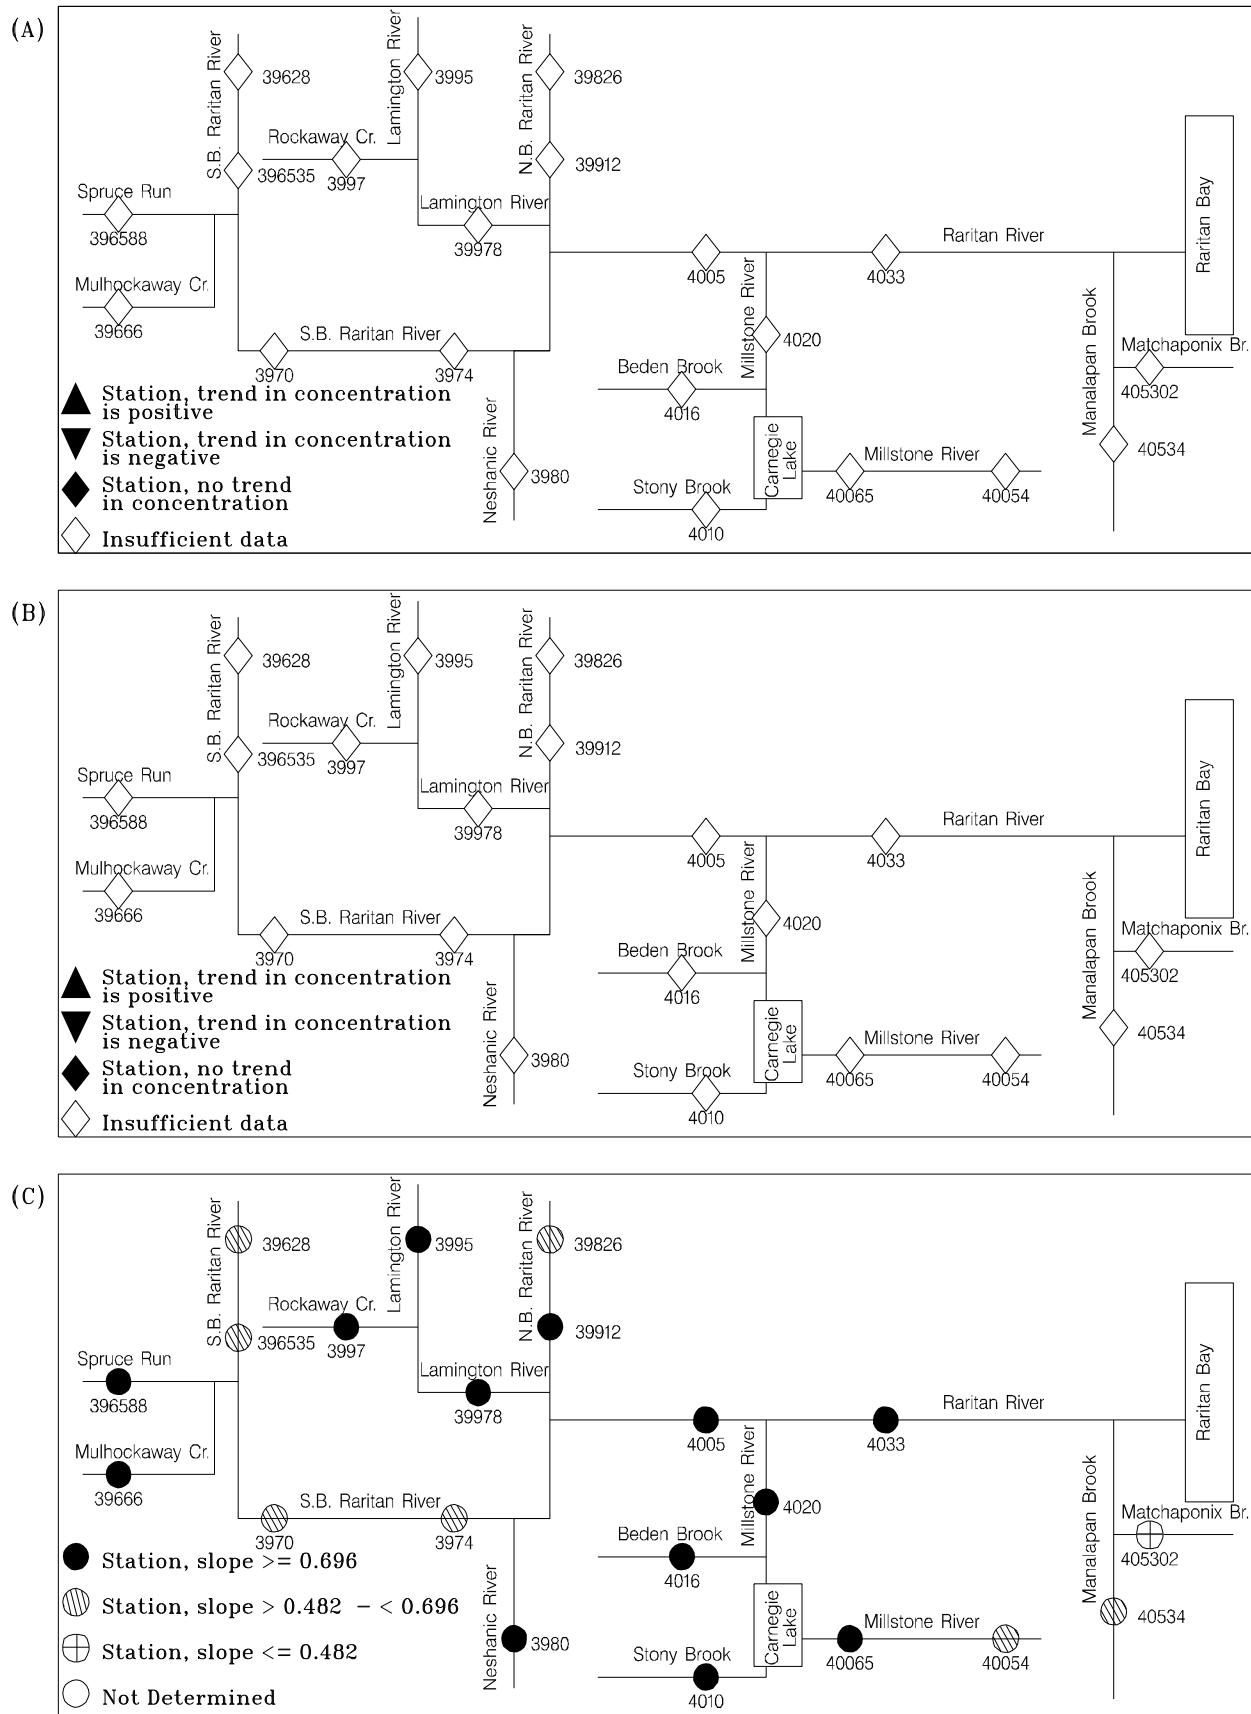 (A)
S.B. Raritan River
39628
Lamington River
3995
N.B. Raritan River
39826
Rockaway Cr.
3997
396535
39912
Spruce Run
396588
Lamington River
39978
Mulhockaway Cr.
39666
S.B. Raritan River
3970
3974
Neshanic River
3980
4005
Millstone River
4033
Raritan River
Raritan Bay
4020
Beden Brook
4016
Carnegie
Lake
Millstone River
40065
40054
Stony Brook
4010
Manalapan Brook
Matchaponix Br.
405302
40534
Station, trend in concentration
is positive
Station, trend in concentration
is negative
Station, no trend
in concentration
Insufficient data
(B)
S.B. Raritan River
39628
Lamington River
3995
N.B. Raritan River
39826
Rockaway Cr.
3997
396535
39912
Spruce Run
396588
Lamington River
39978
Mulhockaway Cr.
39666
S.B. Raritan River
3970
3974
Neshanic River
3980
4005
Millstone River
4033
Raritan River
Raritan Bay
4020
Beden Brook
4016
Carnegie
Lake
Millstone River
40065
40054
Stony Brook
4010
Manalapan Brook
Matchaponix Br.
405302
40534
Station, trend in concentration
is positive
Station, trend in concentration
is negative
Station, no trend
in concentration
Insufficient data
(C)
S.B. Raritan River
39628
Lamington River
3995
N.B. Raritan River
39826
Rockaway Cr.
3997
396535
39912
Spruce Run
396588
Lamington River
39978
Mulhockaway Cr.
39666
S.B. Raritan River
3970
3974
Neshanic River
3980
4005
Millstone River
4033
Raritan River
Raritan Bay
4020
Beden Brook
4016
Carnegie
Lake
Millstone River
40065
40054
Stony Brook
4010
Manalapan Brook
Matchaponix Br.
405302
40534
Station, slope >= 0.696
Station, slope > 0.482 – < 0.696
Station, slope <= 0.482
Not Determined